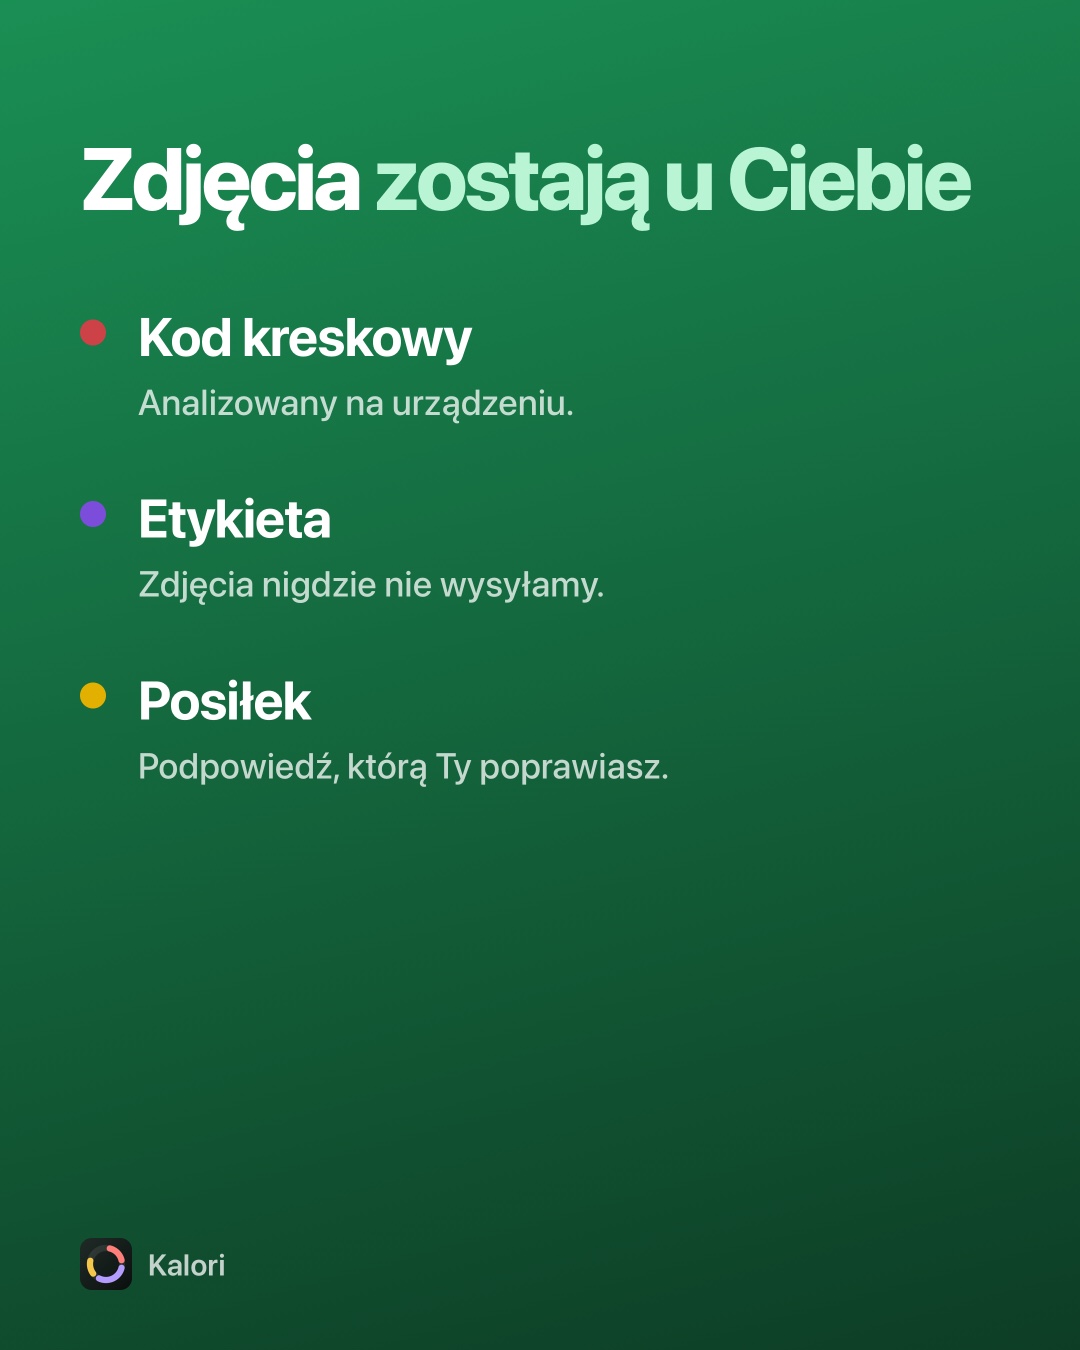 Zdjęcia zostają u Ciebie
Kod kreskowy
Analizowany na urządzeniu.
Etykieta
Zdjęcia nigdzie nie wysyłamy.
Posiłek
Podpowiedź, którą Ty poprawiasz.
Kalori